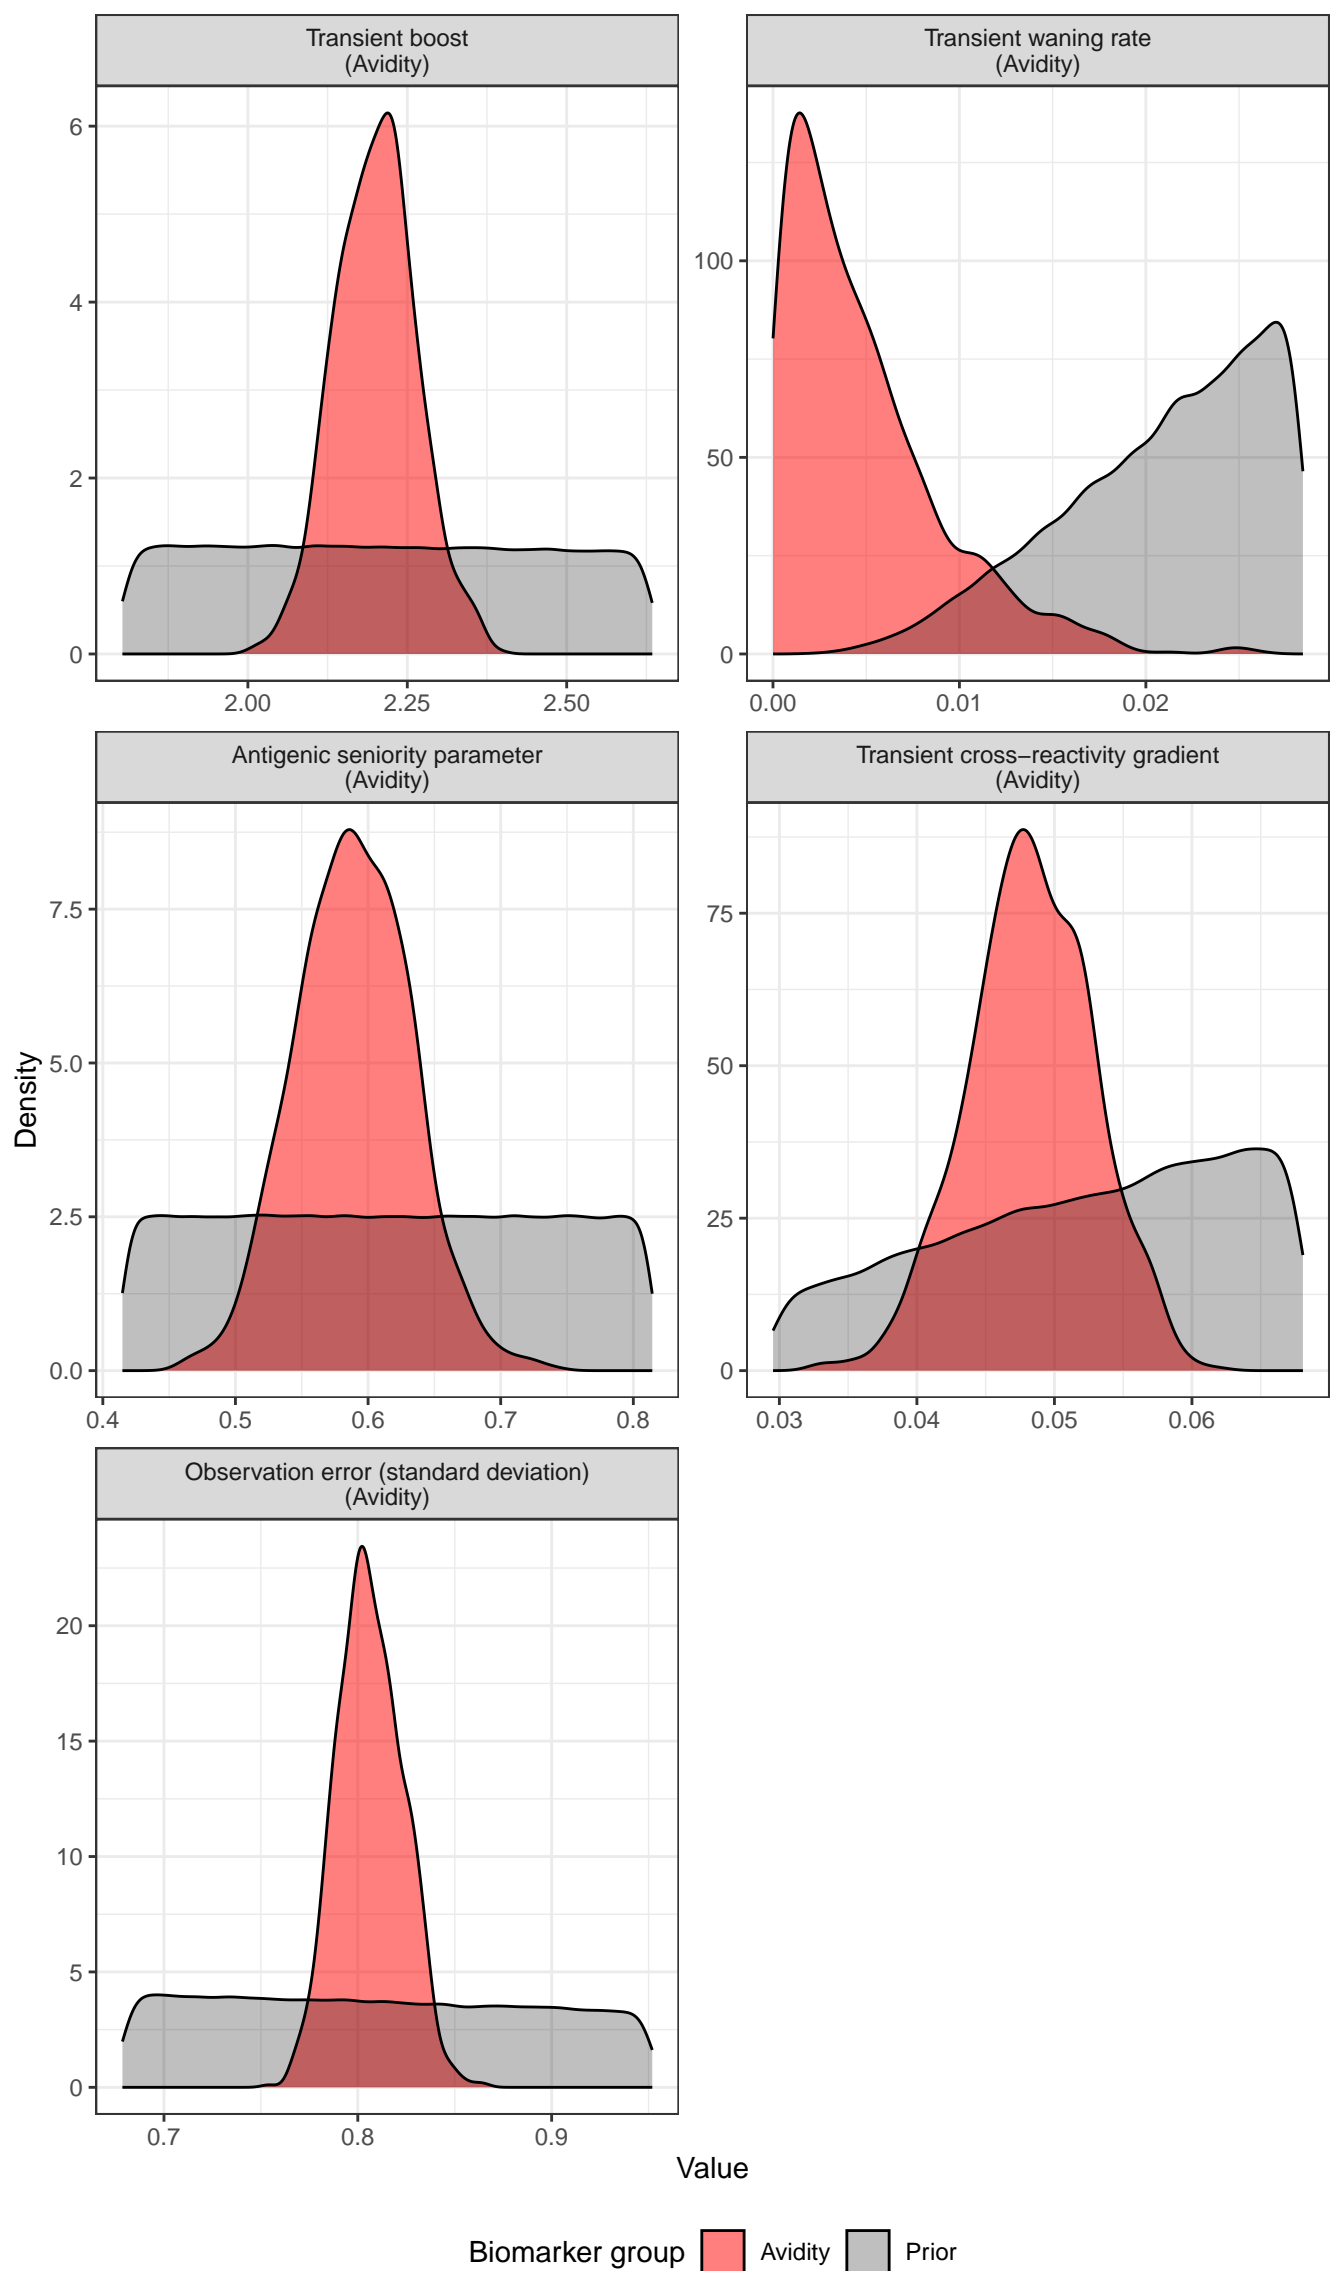 Transient boost
(Avidity)
Transient waning rate
(Avidity)
6
4
2
0
2.00
2.25
2.50
100
50
0
0.00
0.01
0.02
Antigenic seniority parameter
(Avidity)
Transient cross−reactivity gradient
(Avidity)
Density
7.5
5.0
2.5
0.0
0.4
0.5
0.6
0.7
0.8
75
50
25
0
0.03
0.04
0.05
0.06
Observation error (standard deviation)
(Avidity)
20
15
10
5
0
0.7
0.8
0.9
Value
Biomarker group
Avidity
Prior